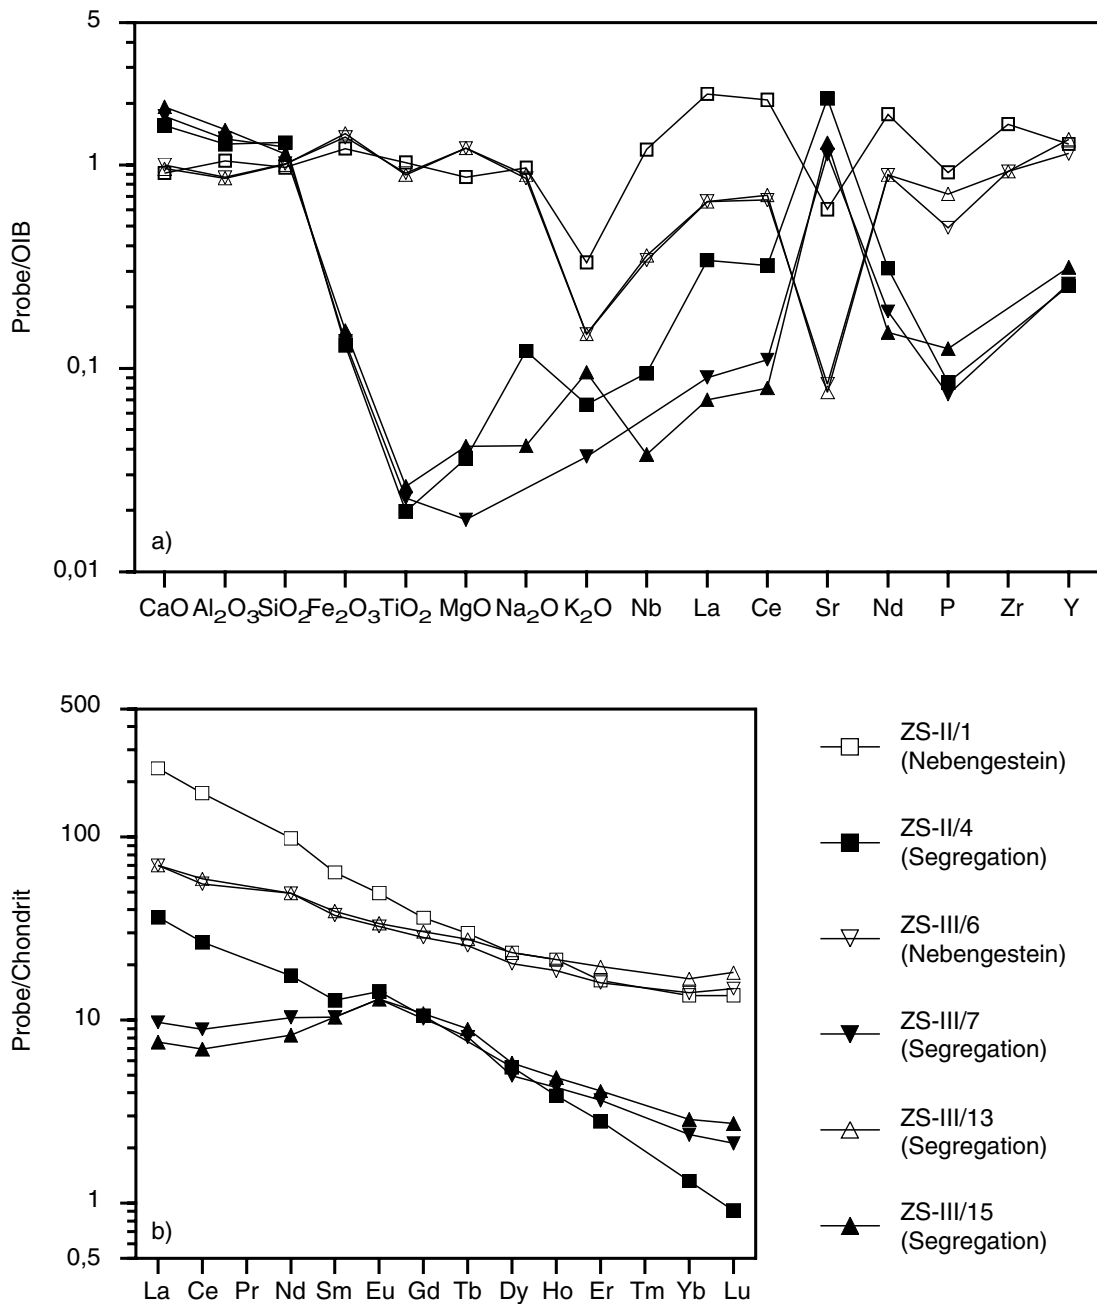 5
1
0,1
0,01
Probe/OIB
a)
CaO Al₂O₃ SiO₂ Fe₂O₃ TiO₂ MgO Na₂O K₂O Nb La Ce Sr Nd P Zr Y
500
100
10
1
0,5
Probe/Chondrit
b)
La Ce Pr Nd Sm Eu Gd Tb Dy Ho Er Tm Yb Lu
ZS-II/1
(Nebengestein)
ZS-II/4
(Segregation)
ZS-III/6
(Nebengestein)
ZS-III/7
(Segregation)
ZS-III/13
(Segregation)
ZS-III/15
(Segregation)